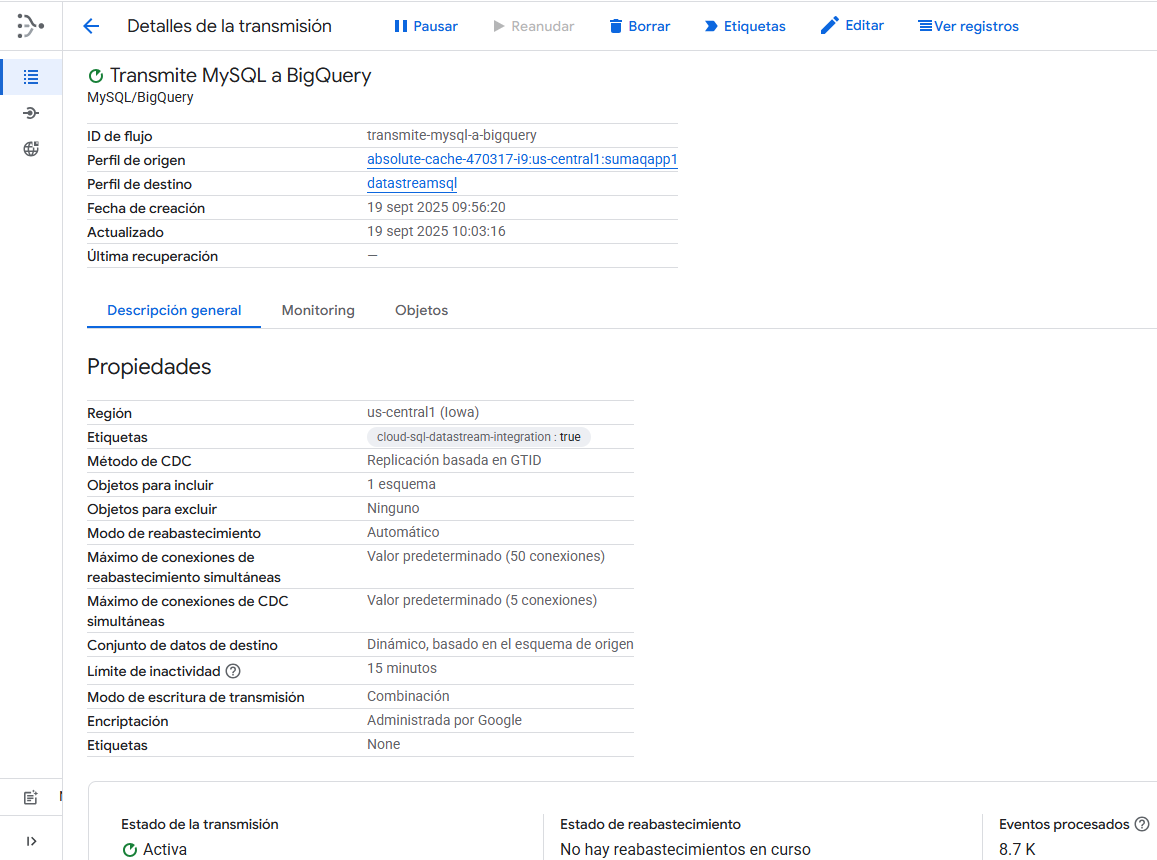 Detalles de la transmisión
Pausar
Reanudar
Borrar
Etiquetas
Editar
Ver registros
Transmite MySQL a BigQuery
MySQL/BigQuery
ID de flujo transmite-mysql-a-bigquery
Perfil de origen absolute-cache-470317-i9:us-central1:sumaqapp1
Perfil de destino datastreamsql
Fecha de creación 19 sept 2025 09:56:20
Actualizado 19 sept 2025 10:03:16
Última recuperación —
Descripción general Monitoring Objetos
Propiedades
Región us-central1 (Iowa)
Etiquetas cloud-sql-datastream-integration : true
Método de CDC Replicación basada en GTID
Objetos para incluir 1 esquema
Objetos para excluir Ninguno
Modo de reabastecimiento Automático
Máximo de conexiones de Valor predeterminado (50 conexiones)
reabastecimiento simultáneas
Máximo de conexiones de CDC Valor predeterminado (5 conexiones)
simultáneas
Conjunto de datos de destino Dinámico, basado en el esquema de origen
Límite de inactividad 15 minutos
Modo de escritura de transmisión Combinación
Encriptación Administrada por Google
Etiquetas None
Estado de la transmisión
Activa
Estado de reabastecimiento
No hay reabastecimientos en curso
Eventos procesados
8.7 K